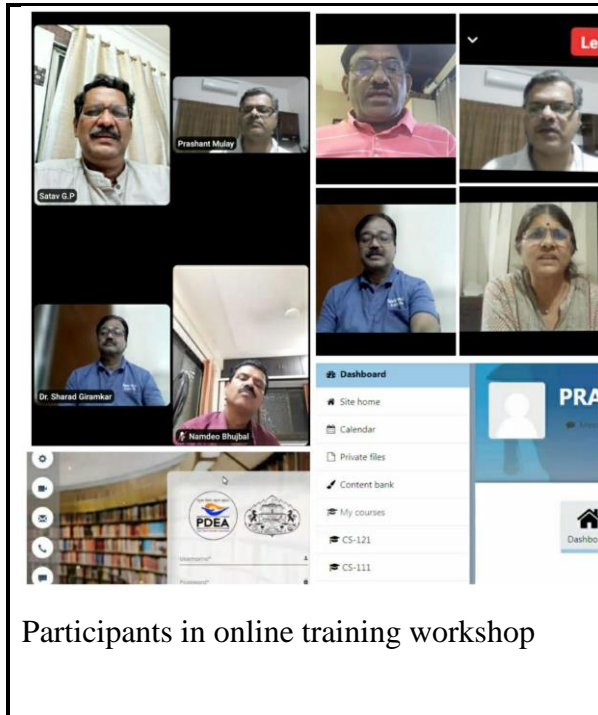 Le
Prashant Mulay
Satav G.P
Dr. Sharad Giramkar
Namdeo Bhujbal
Dashboard
Site home
Calendar
Private files
Content bank
My courses
CS-121
CS-111
PRA
Dashbo
PDEA
Username*
Password*
Participants in online training workshop